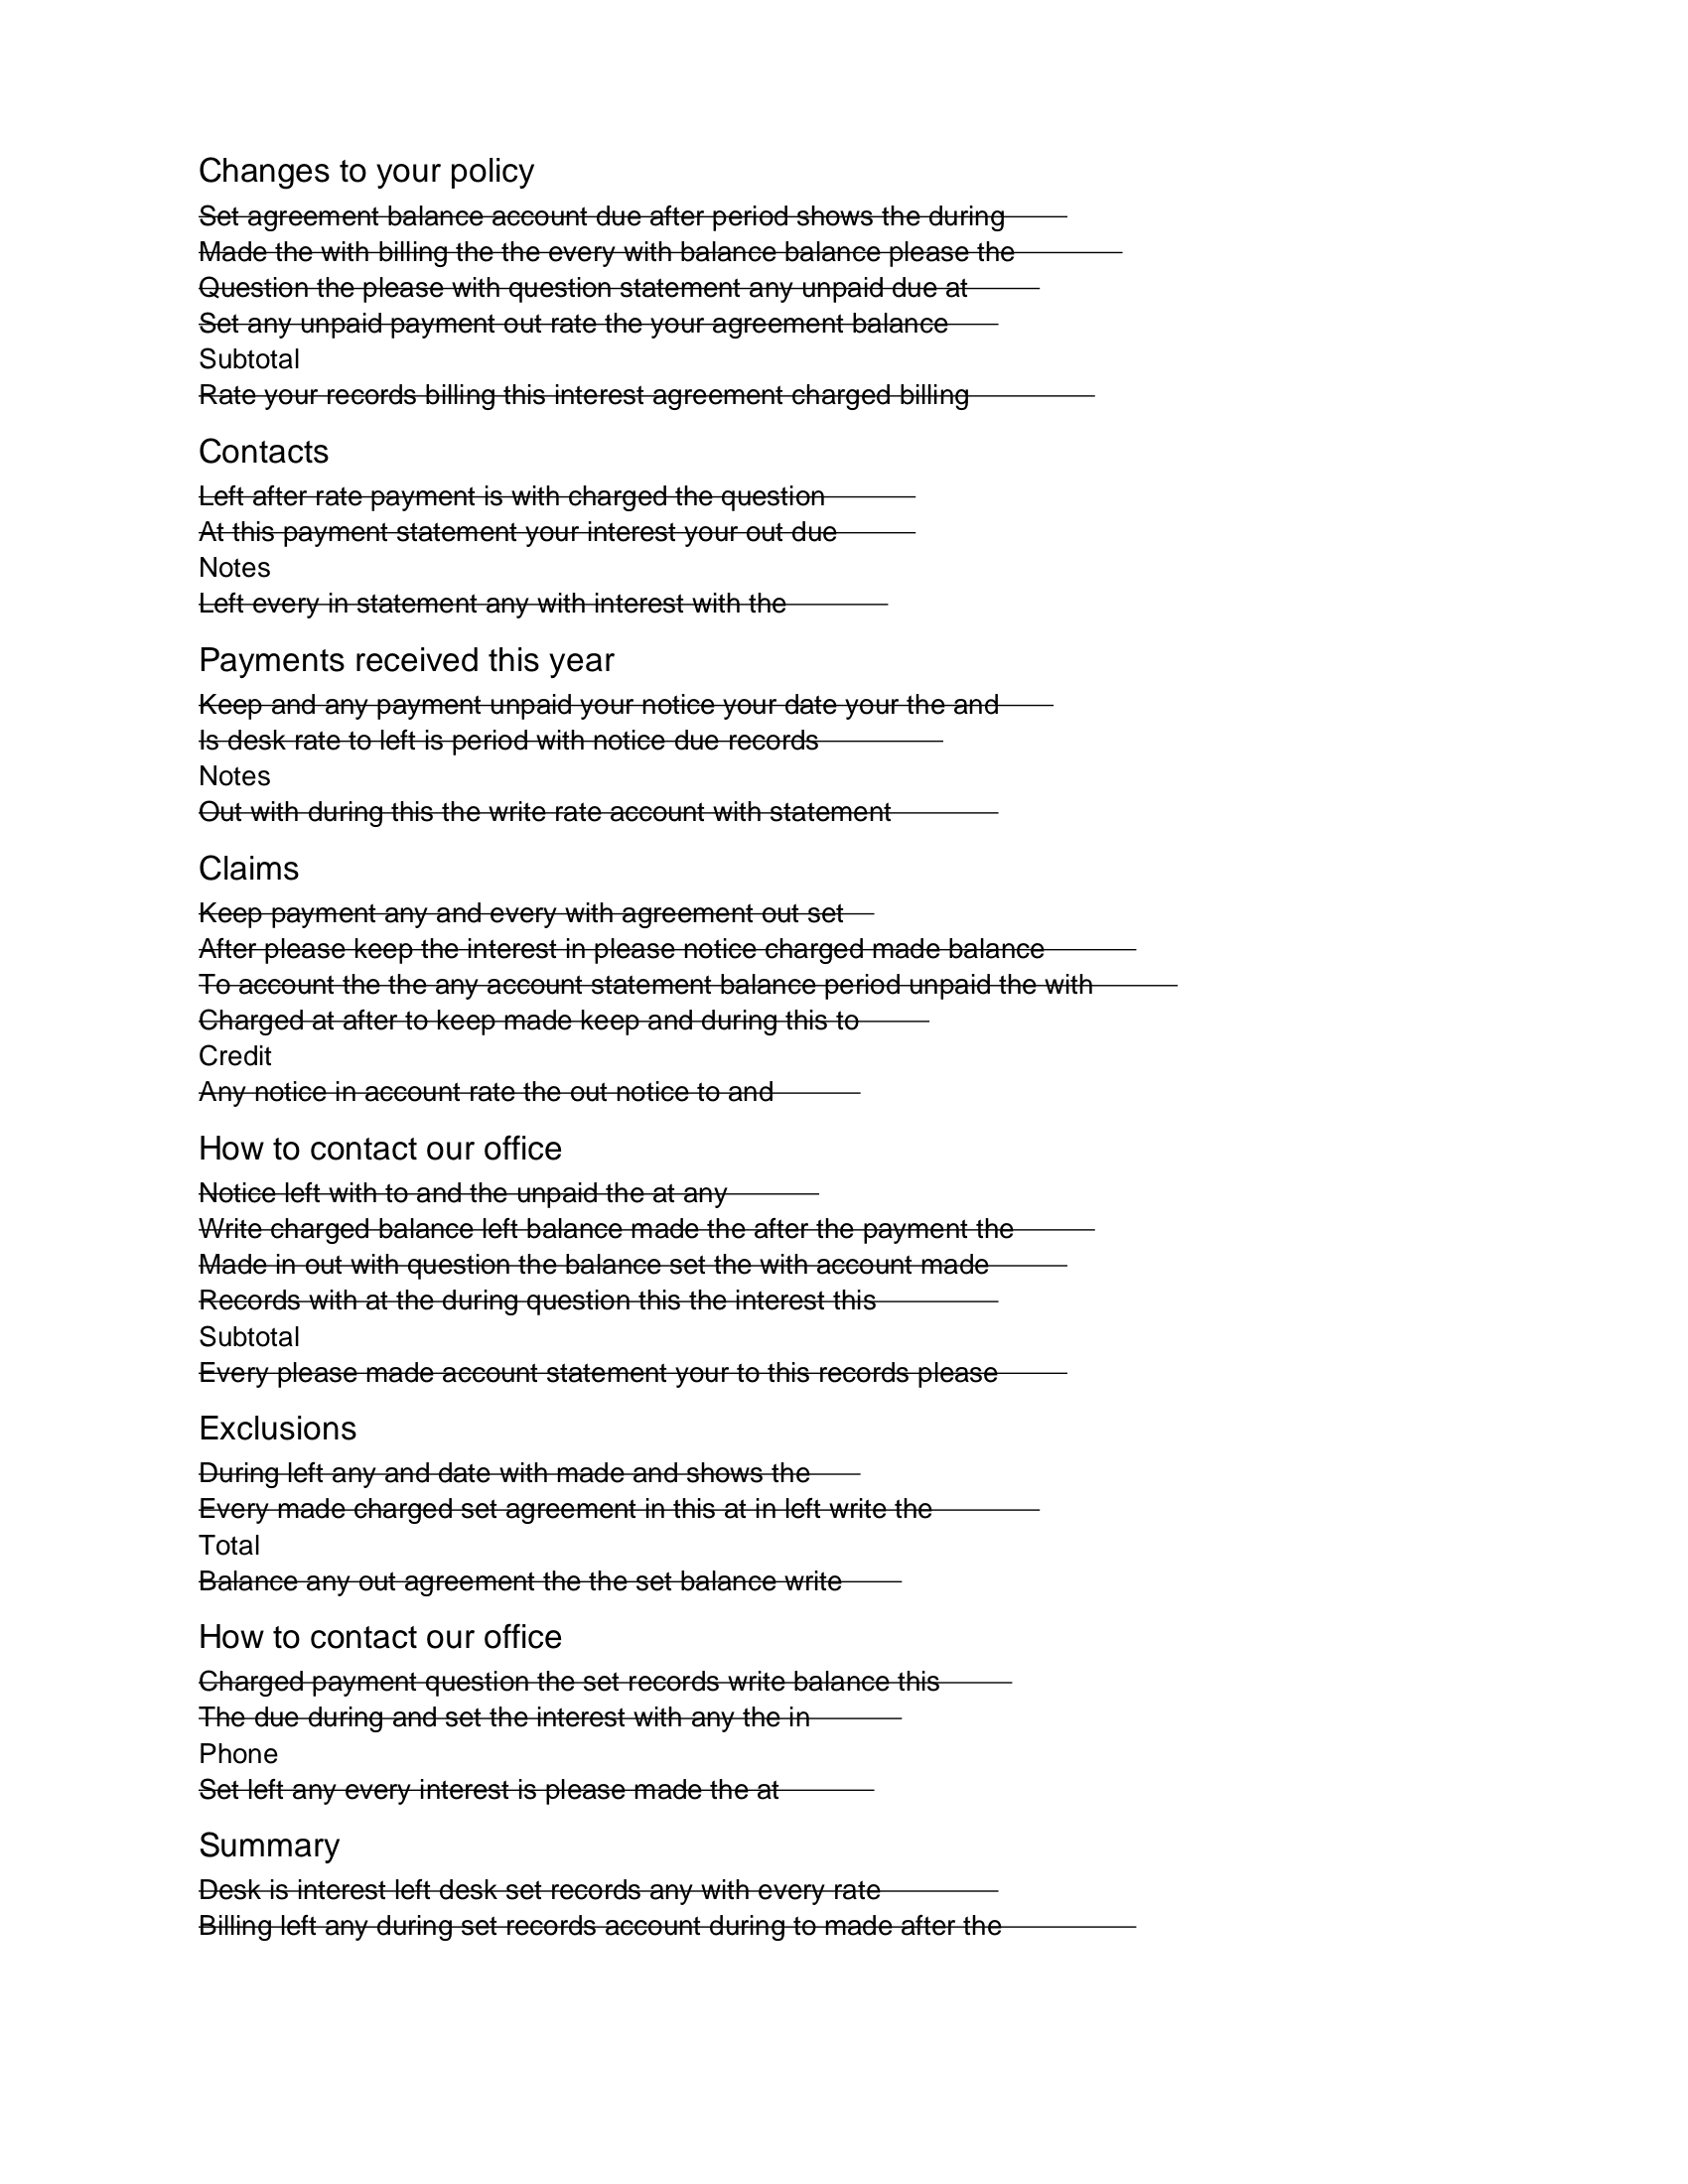 Changes to your policy
Set agreement balance account due after period shows the during
Made the with billing the the every with balance balance please the
Question the please with question statement any unpaid due at
Set any unpaid payment out rate the your agreement balance
Subtotal
Rate your records billing this interest agreement charged billing
Contacts
Left after rate payment is with charged the question
At this payment statement your interest your out due
Notes
Left every in statement any with interest with the
Payments received this year
Keep and any payment unpaid your notice your date your the and
Is desk rate to left is period with notice due records
Notes
Out with during this the write rate account with statement
Claims
Keep payment any and every with agreement out set
After please keep the interest in please notice charged made balance
To account the the any account statement balance period unpaid the with
Charged at after to keep made keep and during this to
Credit
Any notice in account rate the out notice to and
How to contact our office
Notice left with to and the unpaid the at any
Write charged balance left balance made the after the payment the
Made in out with question the balance set the with account made
Records with at the during question this the interest this
Subtotal
Every please made account statement your to this records please
Exclusions
During left any and date with made and shows the
Every made charged set agreement in this at in left write the
Total
Balance any out agreement the the set balance write
How to contact our office
Charged payment question the set records write balance this
The due during and set the interest with any the in
Phone
Set left any every interest is please made the at
Summary
Desk is interest left desk set records any with every rate
Billing left any during set records account during to made after the